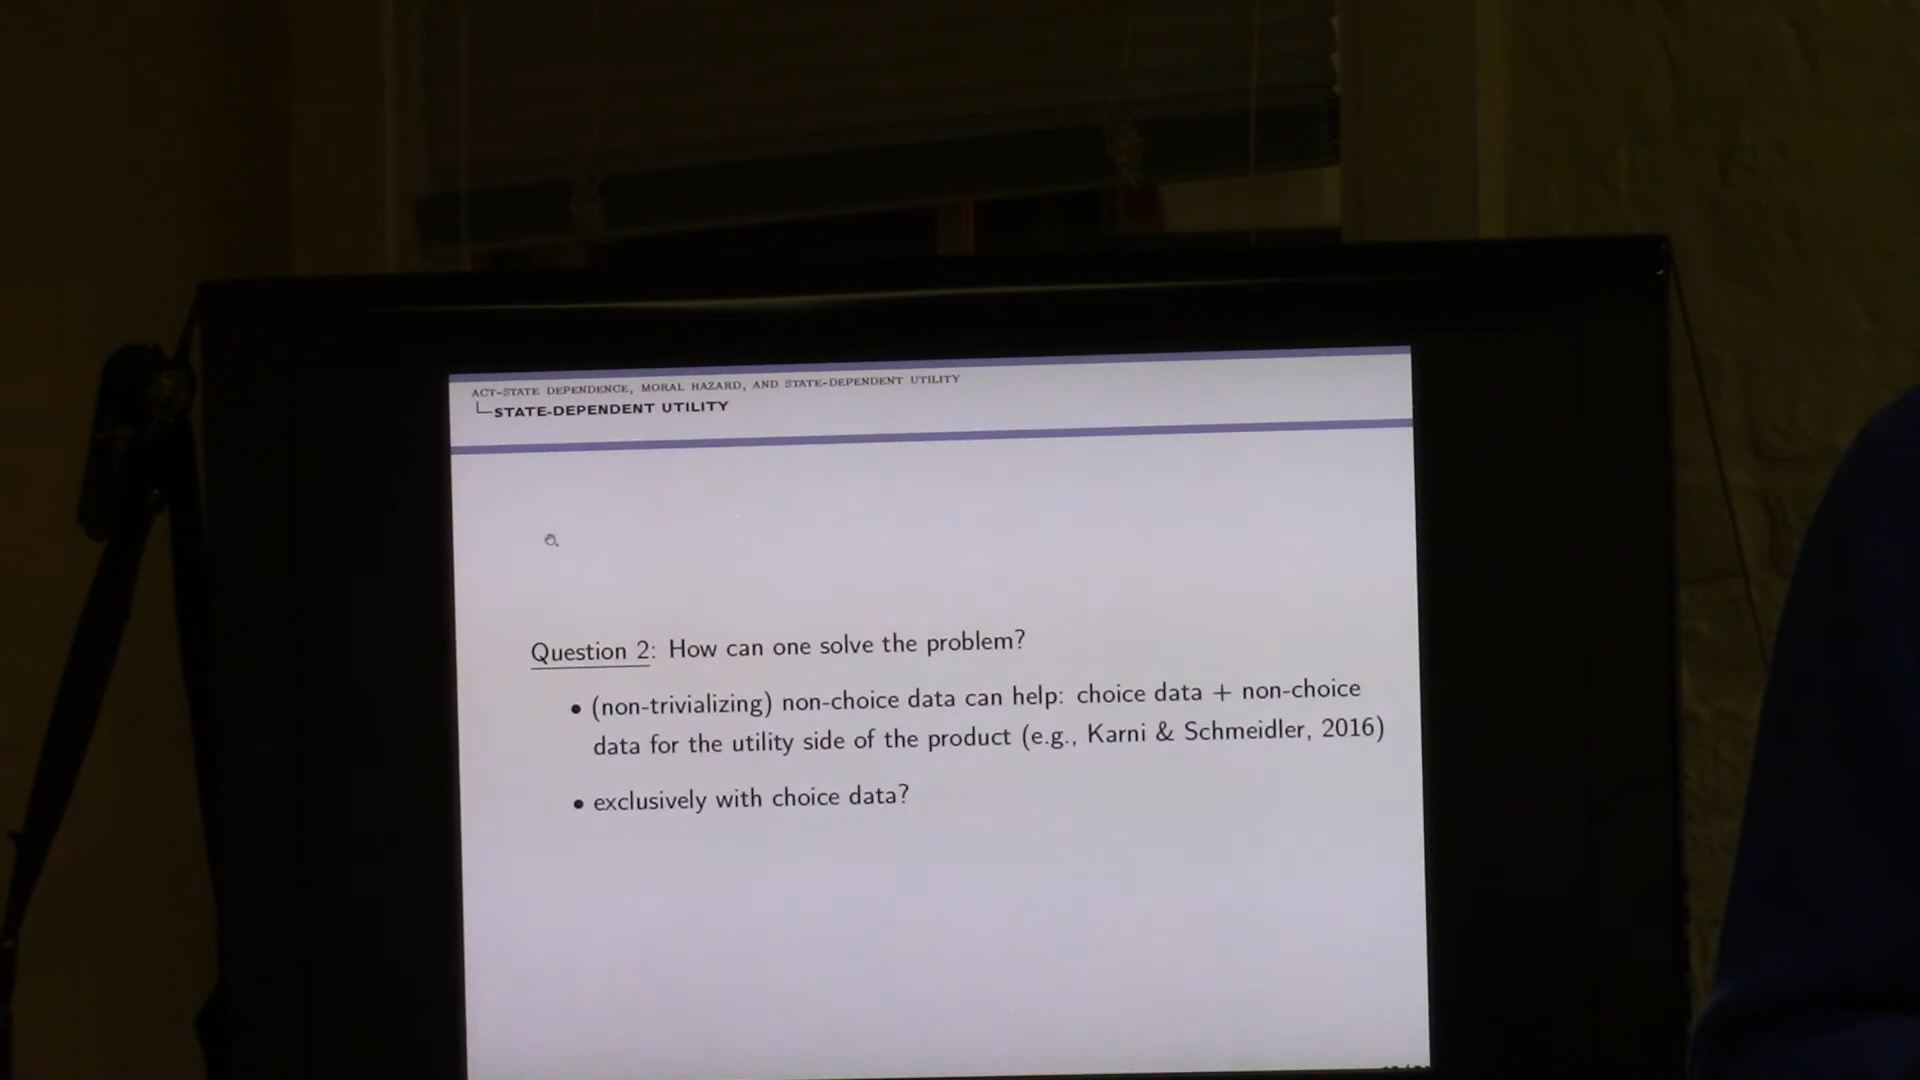 ACT-STATE DEPENDENCE, MORAL HAZARD, AND STATE-DEPENDENT UTILITY
STATE-DEPENDENT UTILITY
Question 2: How can one solve the problem?
• (non-trivializing) non-choice data can help: choice data + non-choice
data for the utility side of the product (e.g., Karni & Schmeidler, 2016)
• exclusively with choice data?